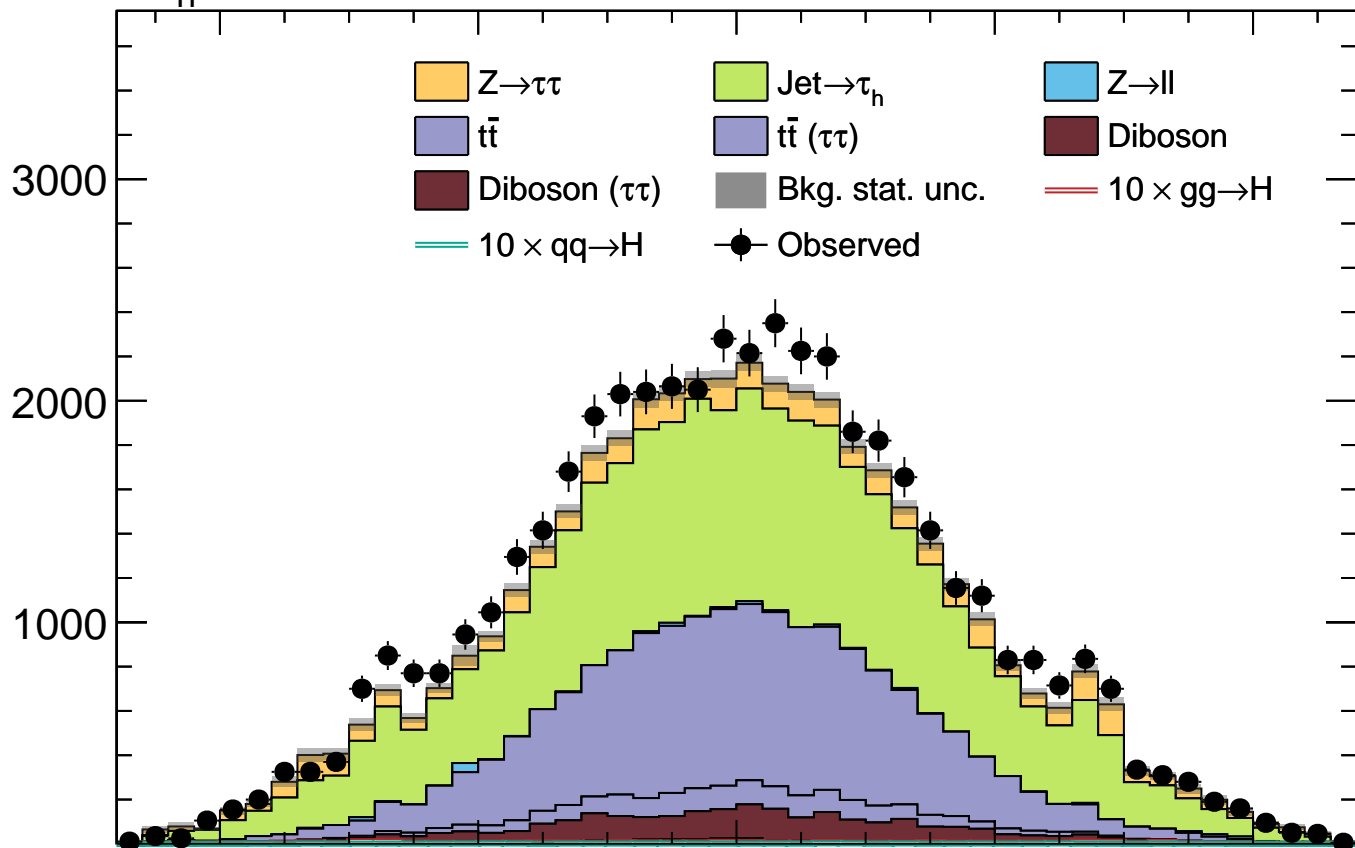 Z→ττ Jet→τₕ Z→ll
tt̄ tt̄ (ττ) Diboson
Diboson (ττ) Bkg. stat. unc. 10 × gg→H
10 × qq→H Observed
3000
2000
1000